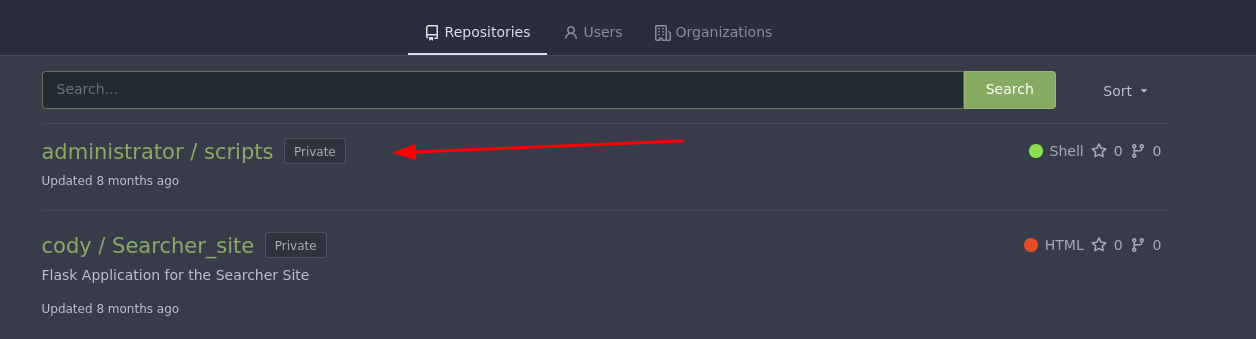 Repositories Users Organizations
Search... Search Sort
administrator / scripts Private Shell 0 0
Updated 8 months ago
cody / Searcher_site Private HTML 0 0
Flask Application for the Searcher Site
Updated 8 months ago